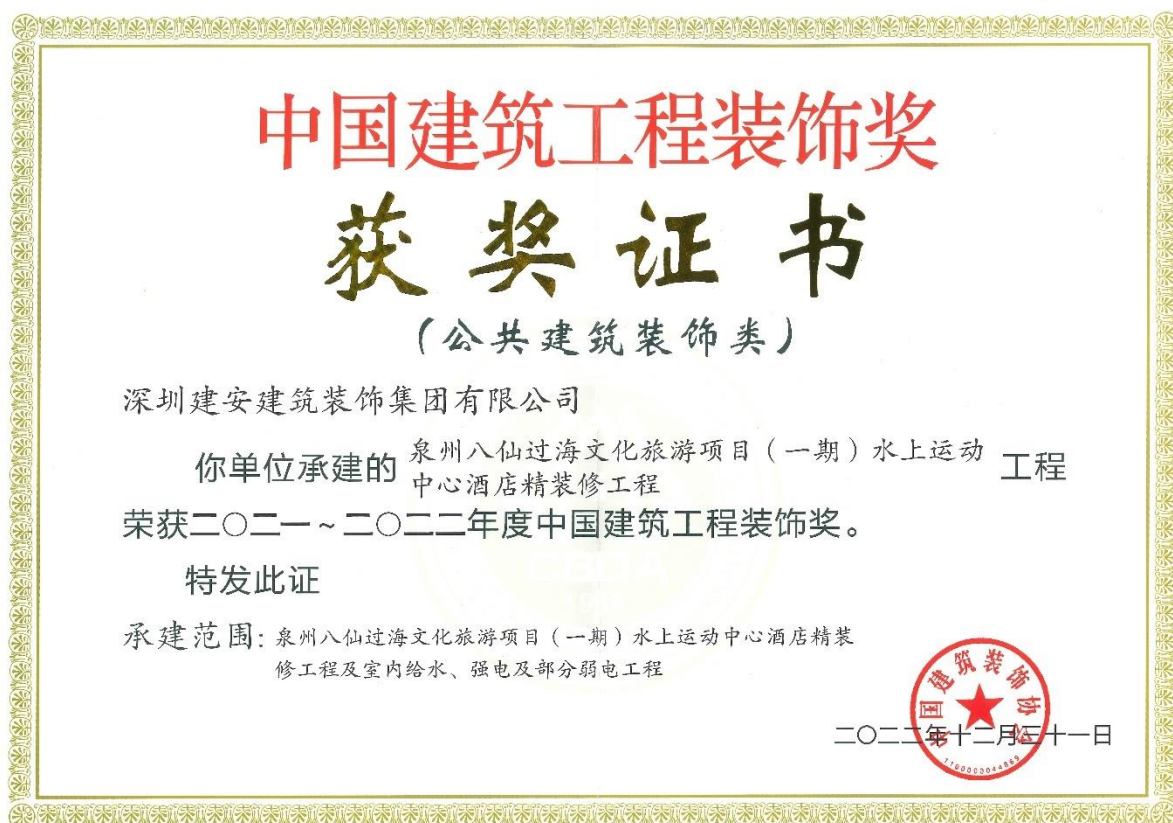 中国建筑工程装饰奖
获奖证书
(公共建筑装饰类)
深圳建安建筑装饰集团有限公司
你单位承建的 泉州八仙过海文化旅游项目(一期)水上运动
中心酒店精装修工程 工程
荣获二〇二一~二〇二二年度中国建筑工程装饰奖。
特发此证
CBDA
承建范围:泉州八仙过海文化旅游项目(一期)水上运动中心酒店精装
修工程及室内给水、强电及部分弱电工程
中国建筑装饰协会
二〇二二年十二月三十一日
1100000044869